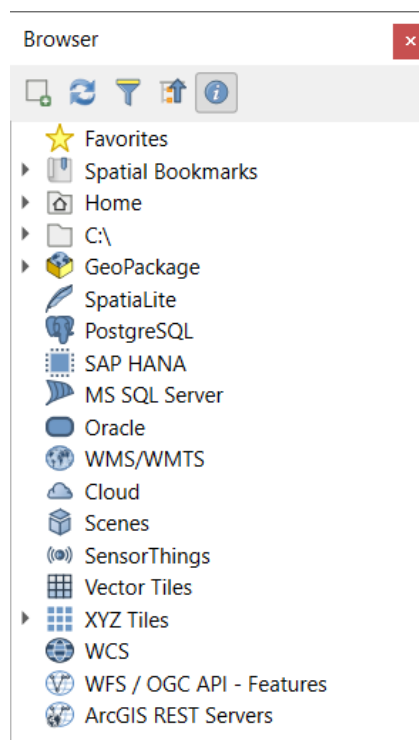 Browser
Favorites
Spatial Bookmarks
Home
C:\
GeoPackage
SpatiaLite
PostgreSQL
SAP HANA
MS SQL Server
Oracle
WMS/WMTS
Cloud
Scenes
SensorThings
Vector Tiles
XYZ Tiles
WCS
WFS / OGC API - Features
ArcGIS REST Servers